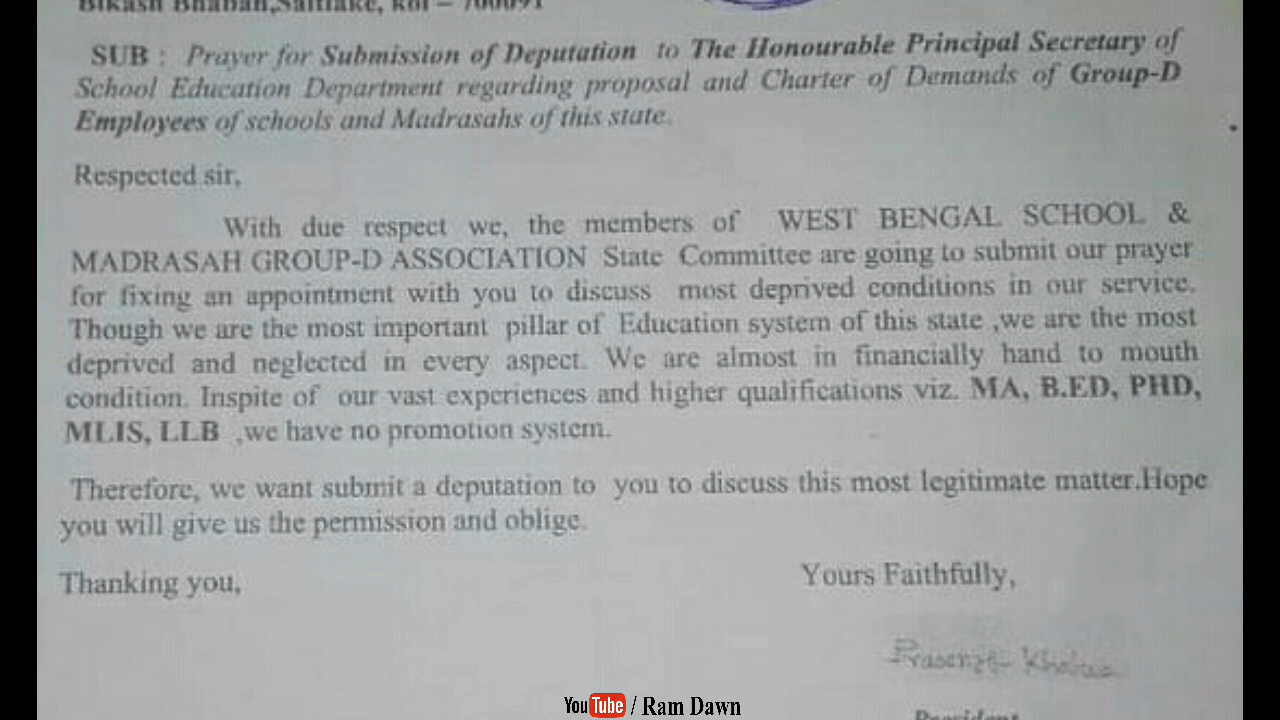 Bikash Bhaban,Saltlake, kol – 700091
SUB : Prayer for Submission of Deputation to The Honourable Principal Secretary of
School Education Department regarding proposal and Charter of Demands of Group-D
Employees of schools and Madrasahs of this state.
Respected sir,
With due respect we, the members of WEST BENGAL SCHOOL &
MADRASAH GROUP-D ASSOCIATION State Committee are going to submit our prayer
for fixing an appointment with you to discuss most deprived conditions in our service.
Though we are the most important pillar of Education system of this state ,we are the most
deprived and neglected in every aspect. We are almost in financially hand to mouth
condition. Inspite of our vast experiences and higher qualifications viz. MA, B.ED, PHD,
MLIS, LLB ,we have no promotion system.
Therefore, we want submit a deputation to you to discuss this most legitimate matter.Hope
you will give us the permission and oblige.
Thanking you,
Yours Faithfully,
President
YouTube / Ram Dawn